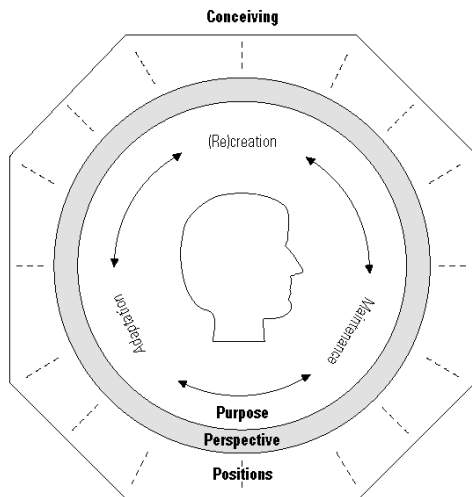 Conceiving
(Re)creation
Adaptation
Maintenance
Purpose
Perspective
Positions